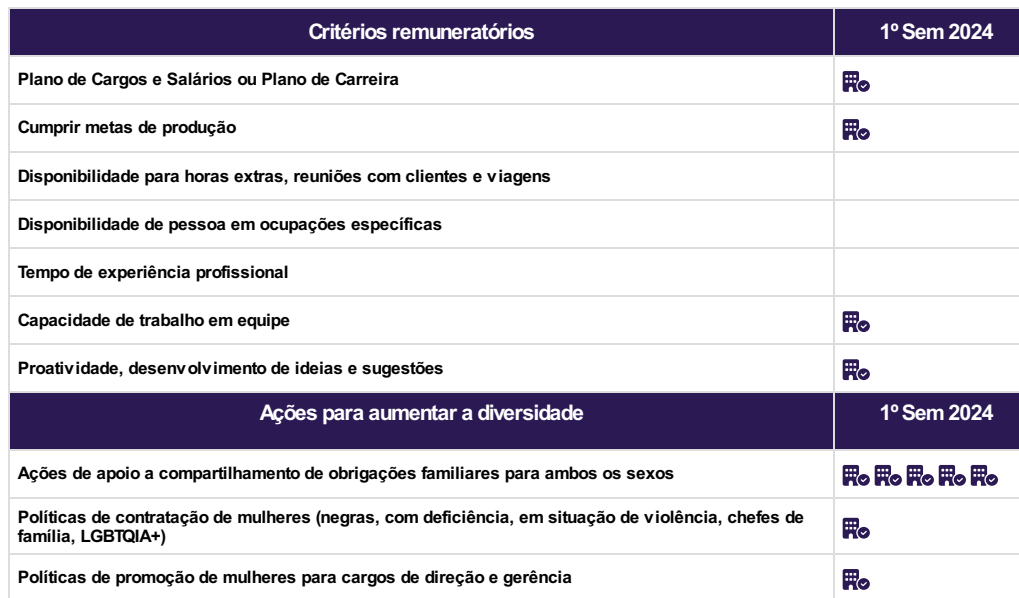 Critérios remuneratórios 1º Sem 2024
Plano de Cargos e Salários ou Plano de Carreira
Cumprir metas de produção
Disponibilidade para horas extras, reuniões com clientes e viagens
Disponibilidade de pessoa em ocupações específicas
Tempo de experiência profissional
Capacidade de trabalho em equipe
Proatividade, desenvolvimento de ideias e sugestões
Ações para aumentar a diversidade 1º Sem 2024
Ações de apoio a compartilhamento de obrigações familiares para ambos os sexos
Políticas de contratação de mulheres (negras, com deficiência, em situação de violência, chefes de
família, LGBTQIA+)
Políticas de promoção de mulheres para cargos de direção e gerência